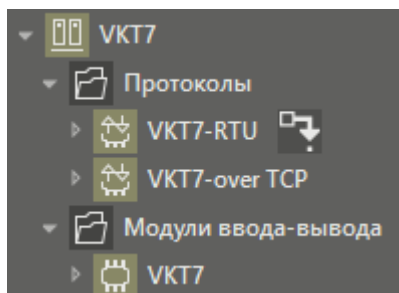 VKT7
Протоколы
VKT7-RTU
VKT7-over TCP
Модули ввода-вывода
VKT7